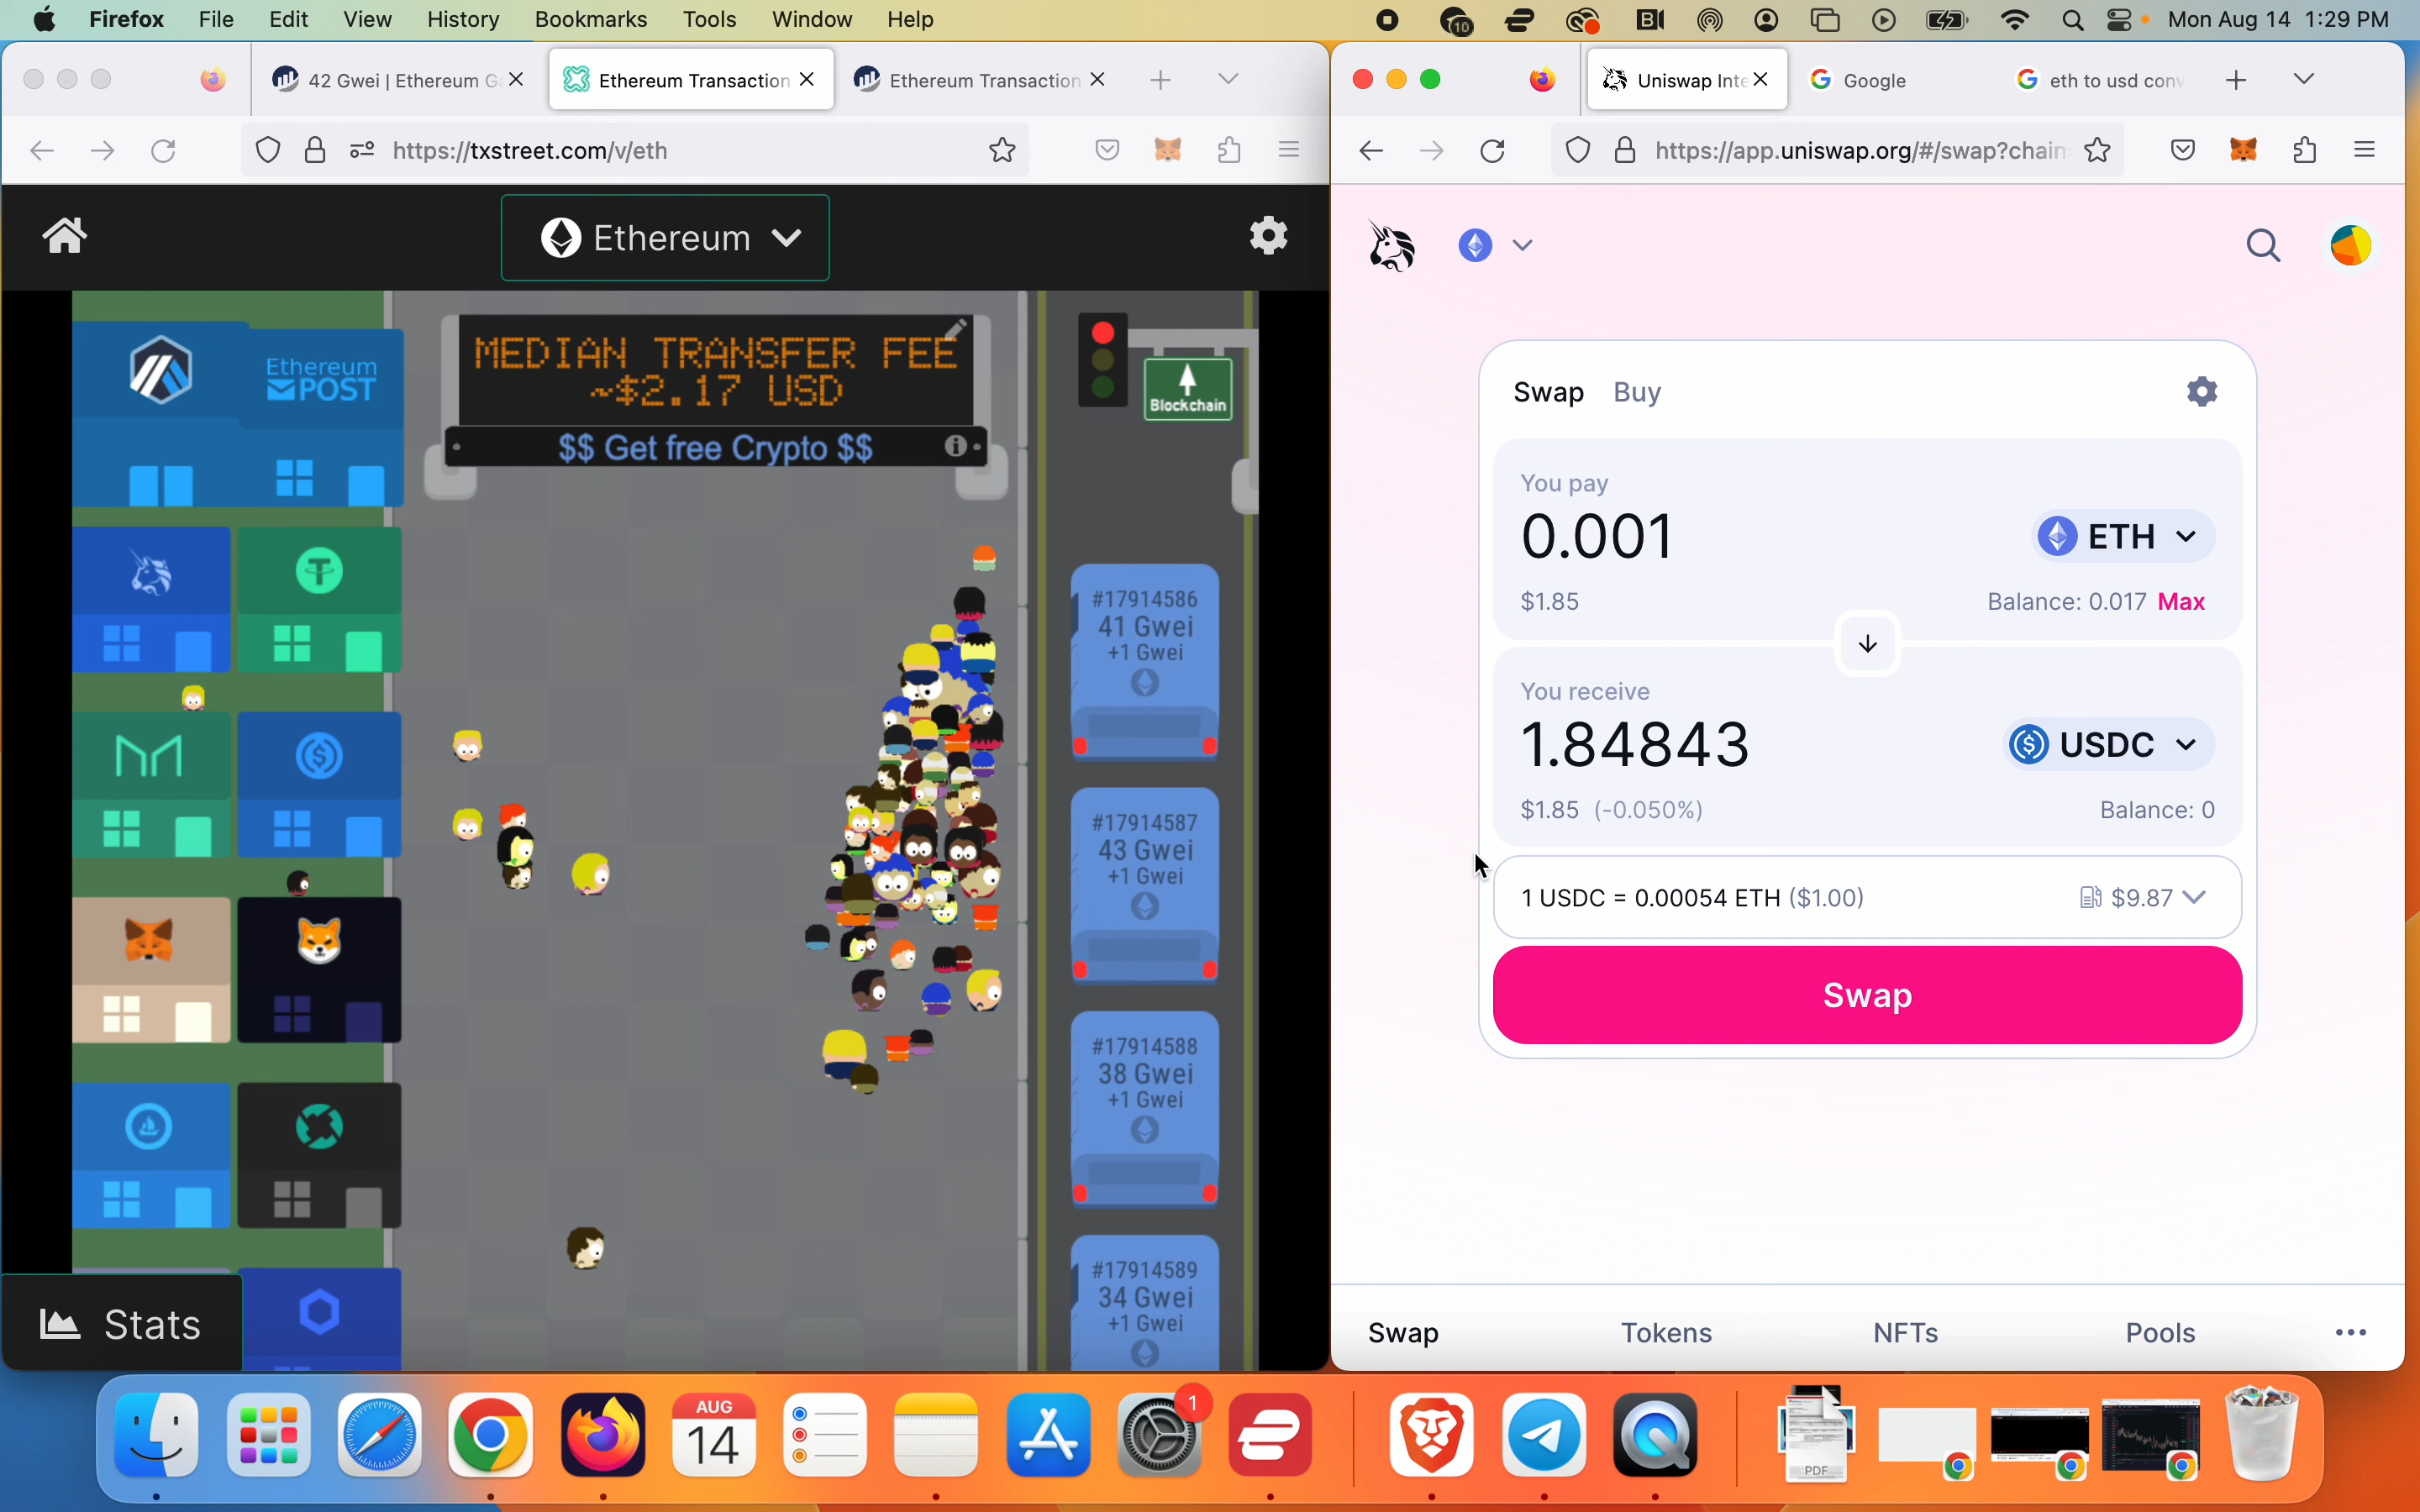 Firefox File Edit View History Bookmarks Tools Window Help
10
Mon Aug 14 1:29 PM
42 Gwei | Ethereum G
Ethereum Transaction
Ethereum Transaction
https://txstreet.com/v/eth
Ethereum
Ethereum
POST
MEDIAN TRANSFER FEE
~$2.17 USD
$$ Get free Crypto $$
Blockchain
#17914586
41 Gwei
+1 Gwei
#17914587
43 Gwei
+1 Gwei
#17914588
38 Gwei
+1 Gwei
#17914589
34 Gwei
+1 Gwei
Stats
Uniswap Inte
Google
eth to usd conv
https://app.uniswap.org/#/swap?chain
Swap Buy
You pay
0.001
ETH
$1.85
Balance: 0.017 Max
You receive
1.84843
USDC
$1.85 (-0.050%)
Balance: 0
1 USDC = 0.00054 ETH ($1.00)
$9.87
Swap
Swap Tokens NFTs Pools
AUG
14
1
PDF